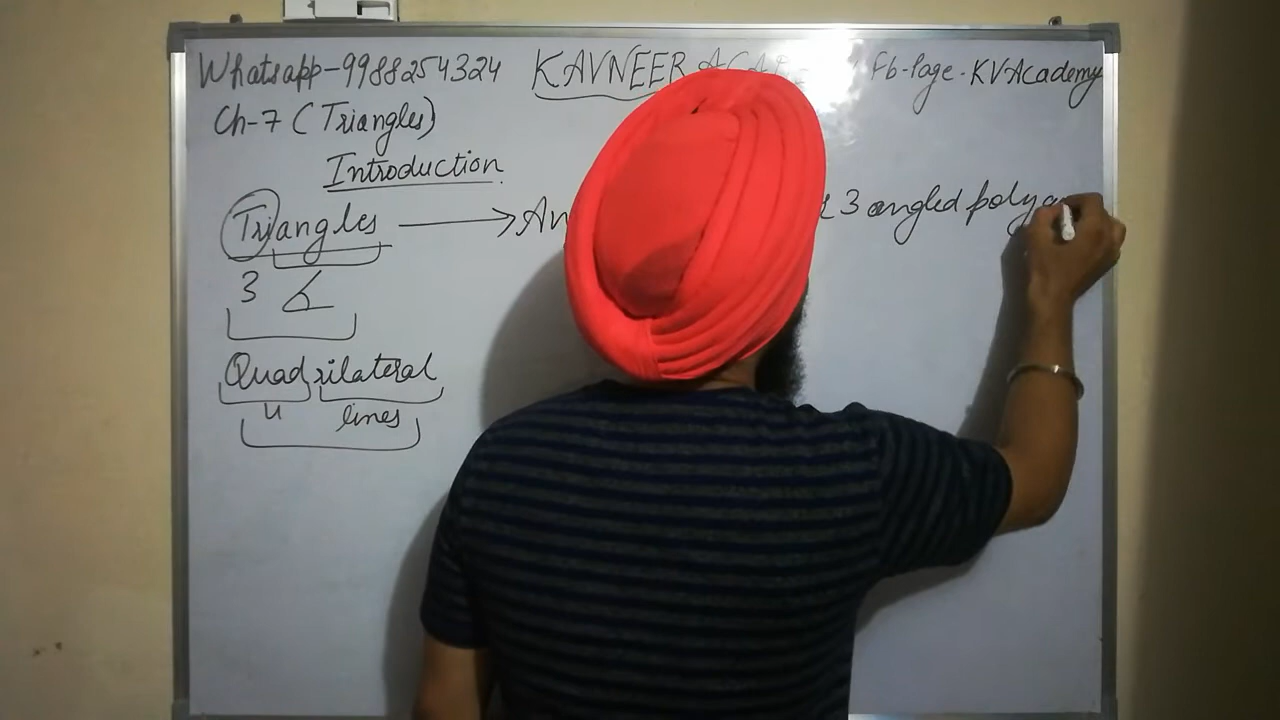 Whatsapp-9988254324 KAVNEER Fb-Page-KVAcademy
Ch-7 (Triangles)
Introduction
Triangles → An 3 angled
3
Quadrilateral
4 lines